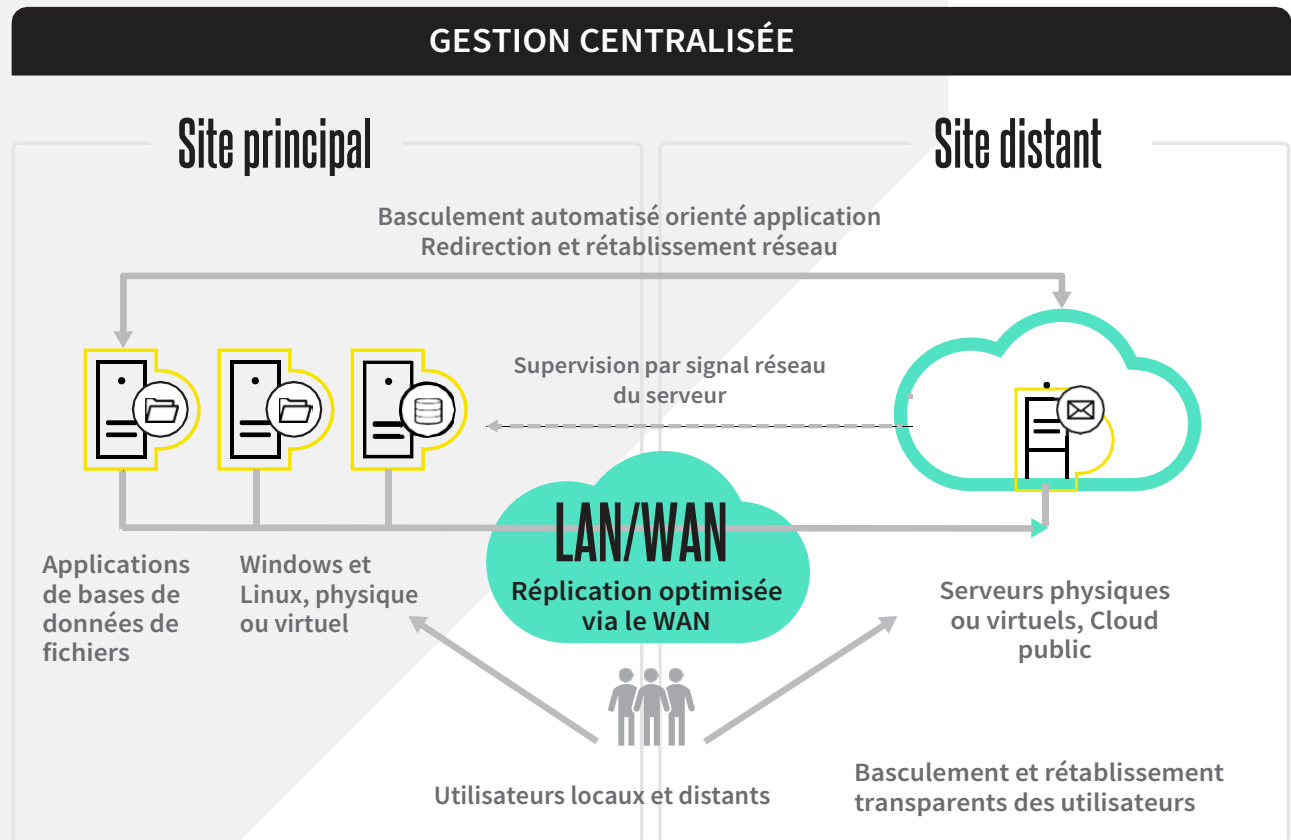 GESTION CENTRALISÉE
Site principal
Site distant
Basculement automatisé orienté application
Redirection et rétablissement réseau
Supervision par signal réseau
du serveur
LAN/WAN
Réplication optimisée
via le WAN
Applications
de bases de
données de
fichiers
Windows et
Linux, physique
ou virtuel
Serveurs physiques
ou virtuels, Cloud
public
Utilisateurs locaux et distants
Basculement et rétablissement
transparents des utilisateurs